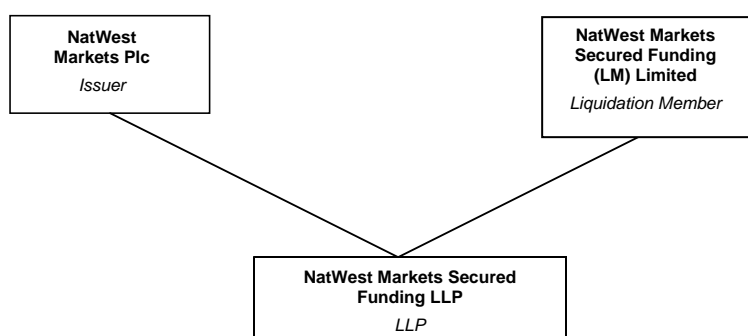 NatWest
Markets Plc
Issuer
NatWest Markets
Secured Funding
(LM) Limited
Liquidation Member
NatWest Markets Secured
Funding LLP
LLP